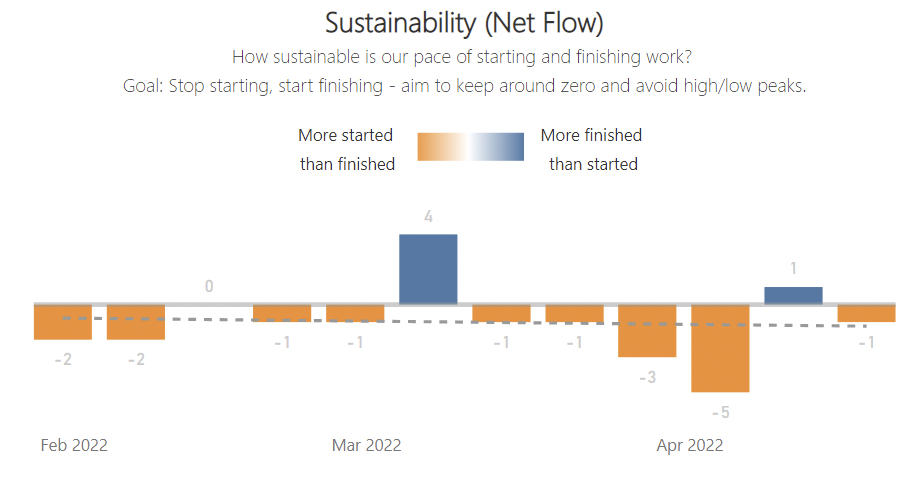 Sustainability (Net Flow)
How sustainable is our pace of starting and finishing work?
Goal: Stop starting, start finishing - aim to keep around zero and avoid high/low peaks.
More started
than finished
More finished
than started
-2
-2
0
-1
-1
4
-1
-1
-3
-5
1
-1
Feb 2022
Mar 2022
Apr 2022